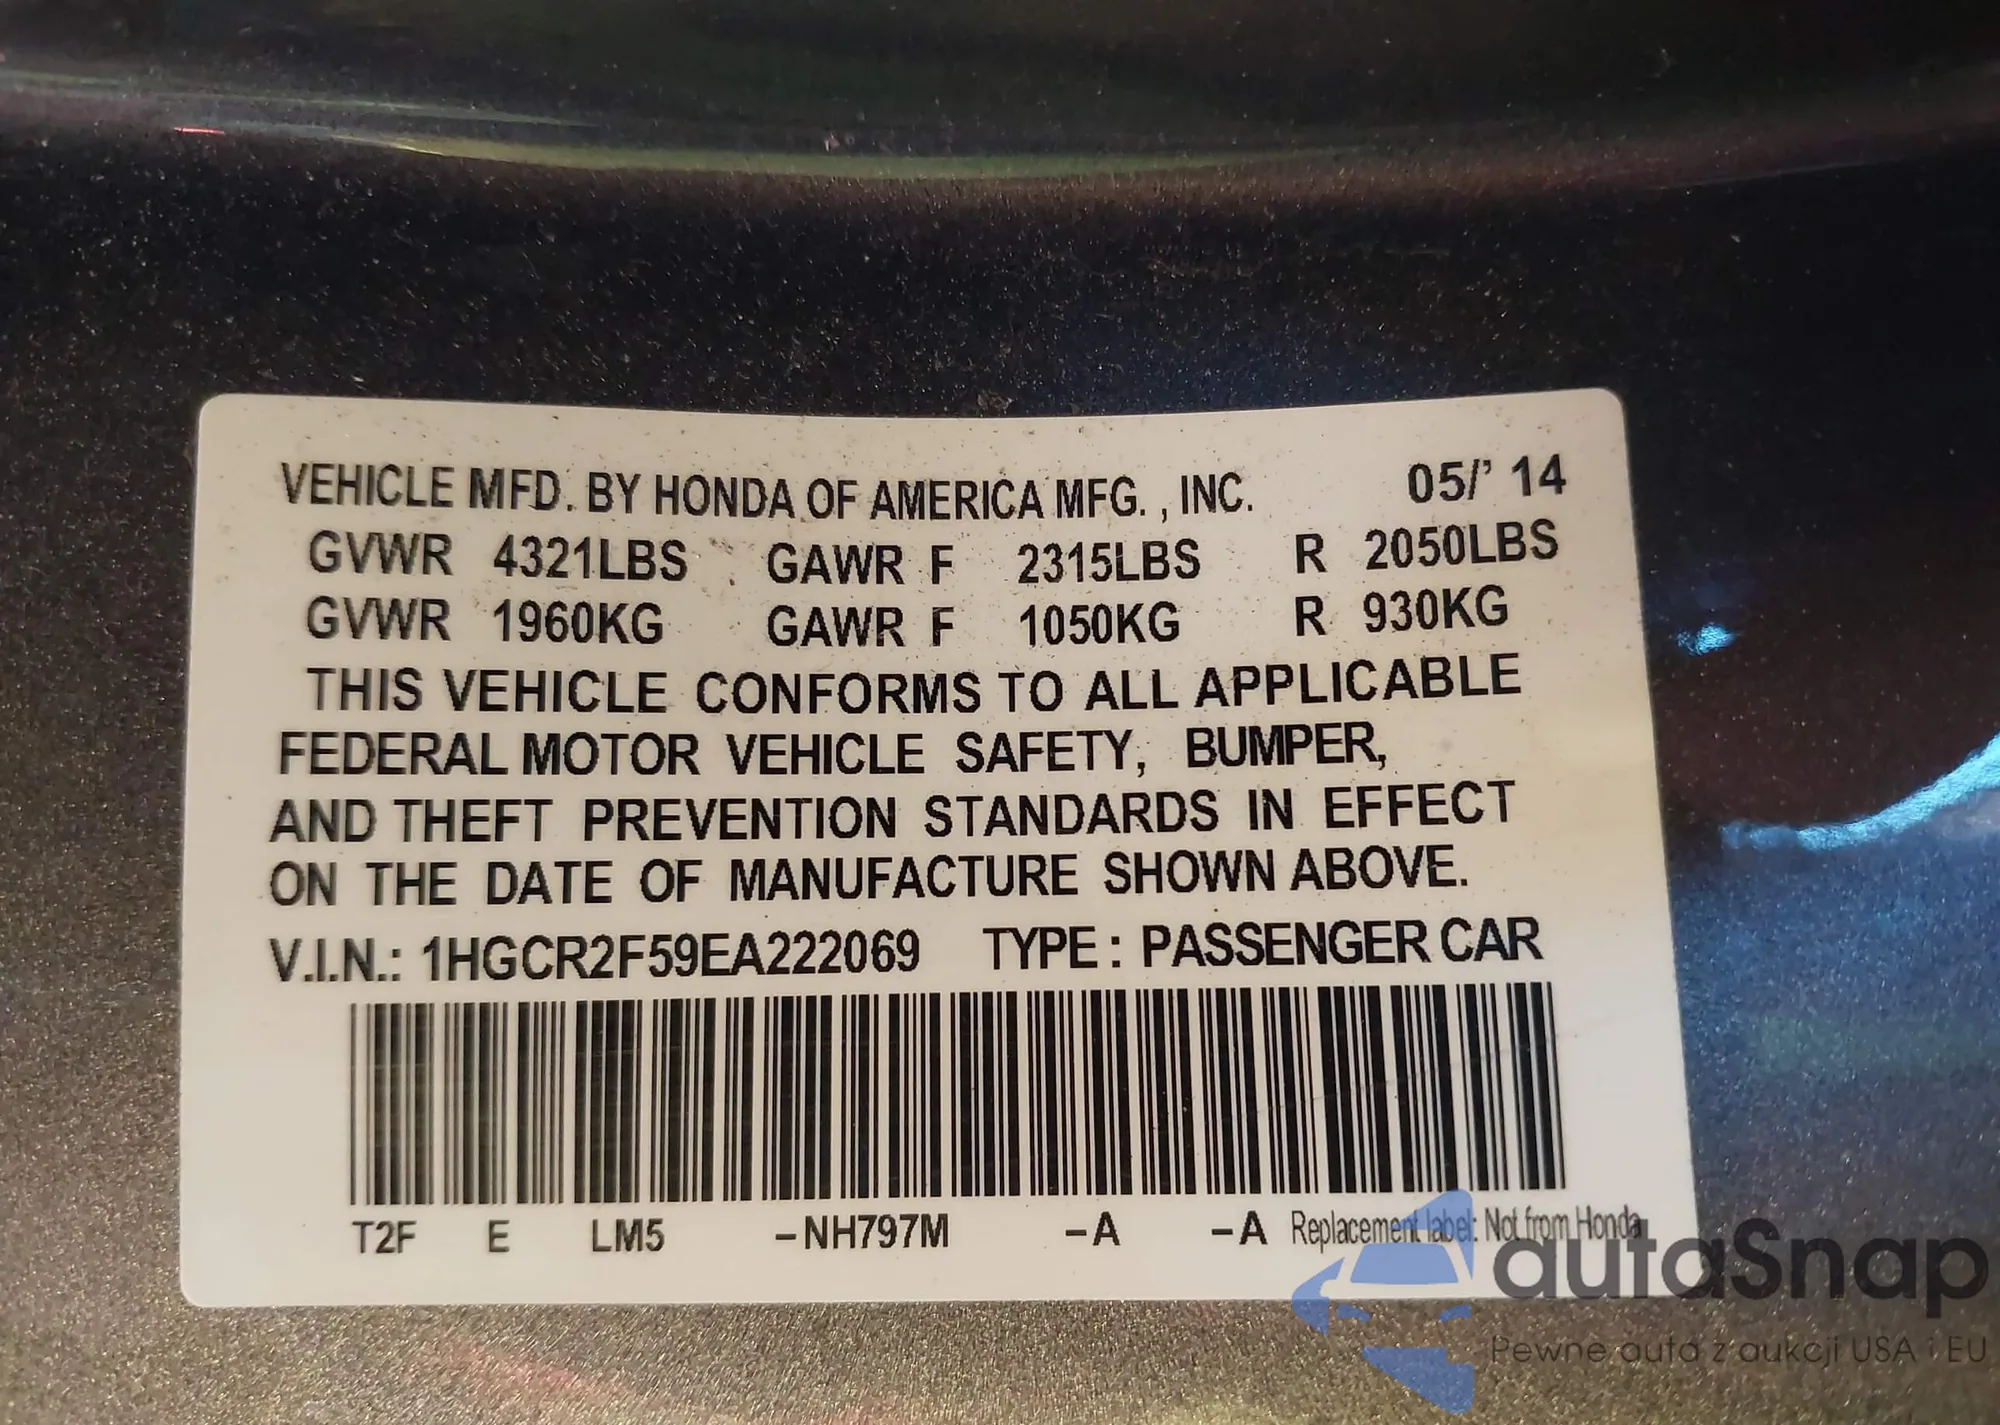 VEHICLE MFD. BY HONDA OF AMERICA MFG., INC. 05/' 14
GVWR 4321LBS GAWR F 2315LBS R 2050LBS
GVWR 1960KG GAWR F 1050KG R 930KG
THIS VEHICLE CONFORMS TO ALL APPLICABLE
FEDERAL MOTOR VEHICLE SAFETY, BUMPER,
AND THEFT PREVENTION STANDARDS IN EFFECT
ON THE DATE OF MANUFACTURE SHOWN ABOVE.
V.I.N.: 1HGCR2F59EA222069 TYPE: PASSENGER CAR
T2F E LM5 -NH797M -A -A Replacement label: Not from Honda
autaSnap
Pewne auta z aukcji USA i EU